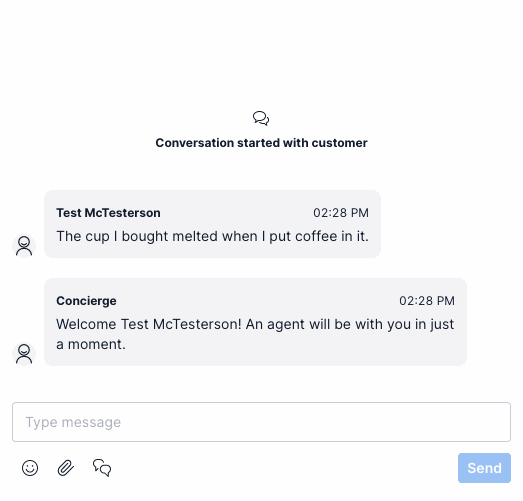 Conversation started with customer
Test McTesterson 02:28 PM
The cup I bought melted when I put coffee in it.
Concierge 02:28 PM
Welcome Test McTesterson! An agent will be with you in just
a moment.
Type message
Send